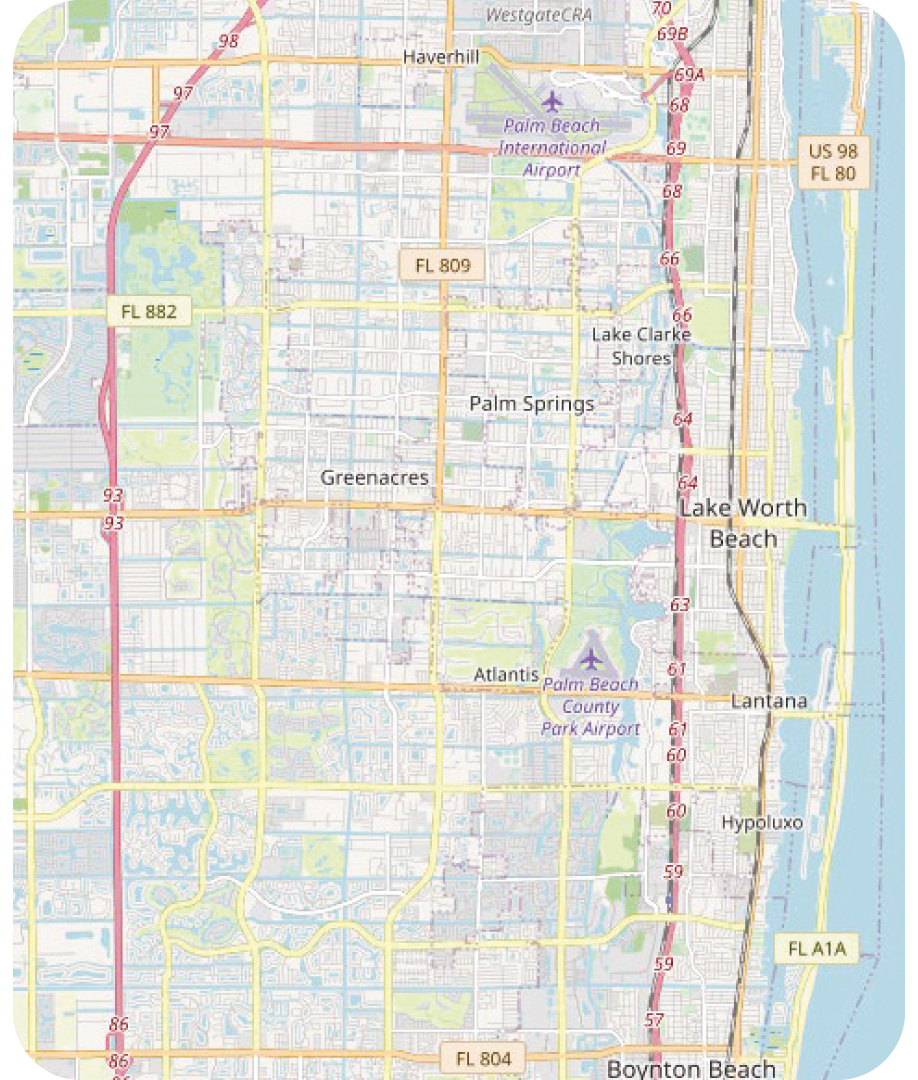 70
WestgateCRA
69B
98
Haverhill
69A
97
68
Palm Beach
International
Airport
97
69
US 98
FL 80
68
66
FL 809
FL 882
66
Lake Clarke
Shores
Palm Springs
64
Greenacres
64
93
Lake Worth
Beach
93
63
61
Atlantis
Palm Beach
County
Park Airport
Lantana
61
60
60
Hypoluxo
59
FL A1A
59
57
86
FL 804
86
Boynton Beach